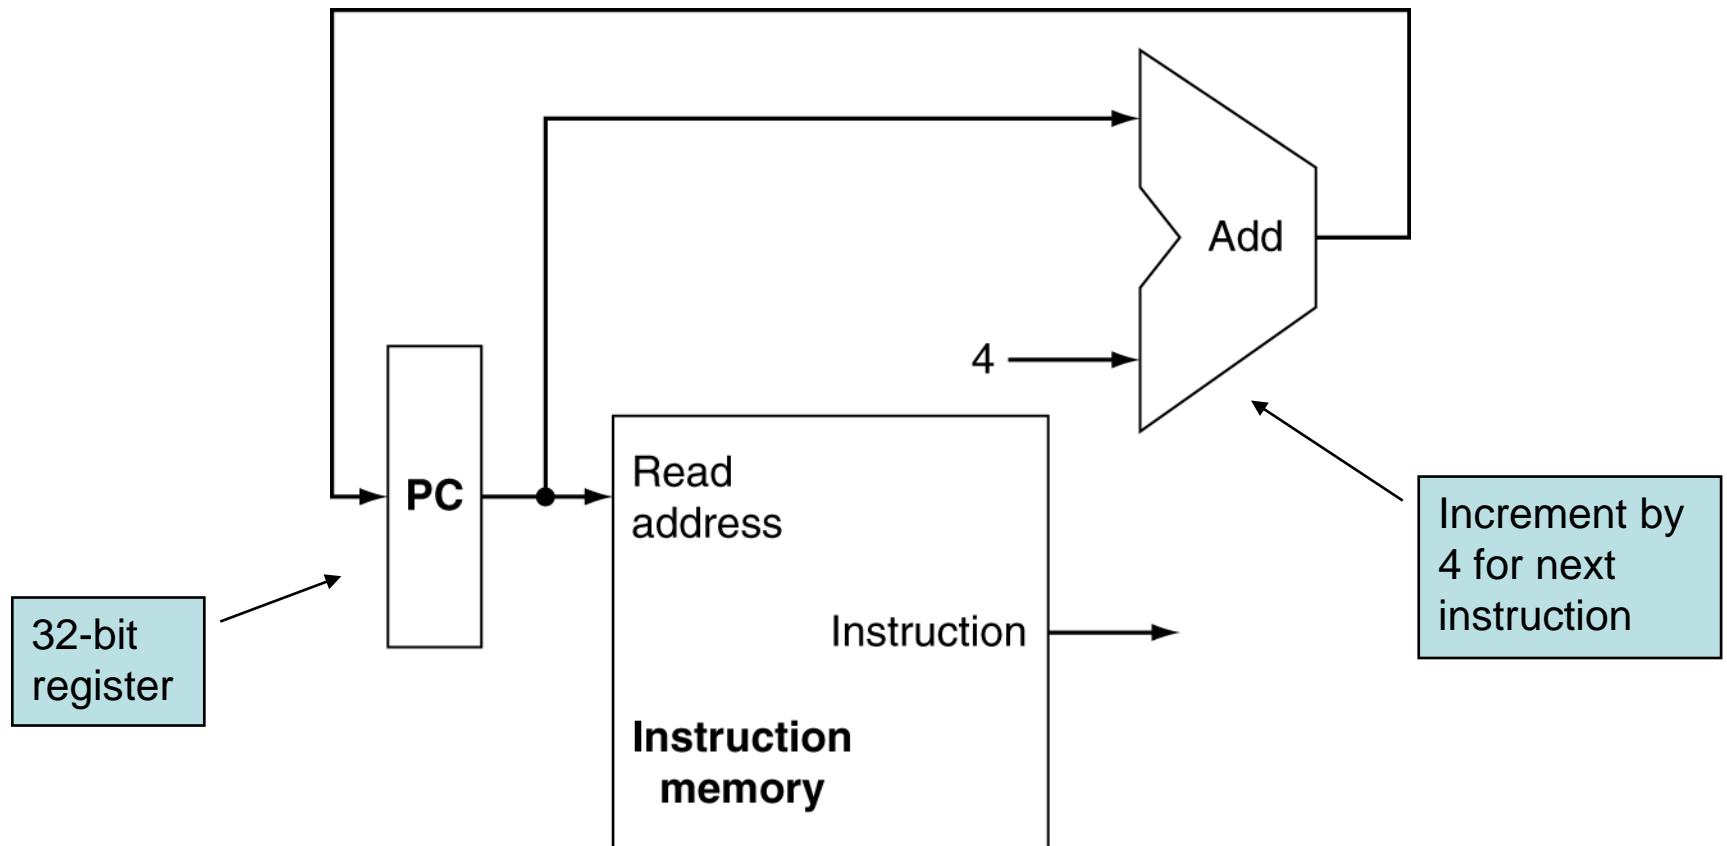 Add
4
PC
Read
address
Increment by
4 for next
instruction
32-bit
register
Instruction
Instruction
memory